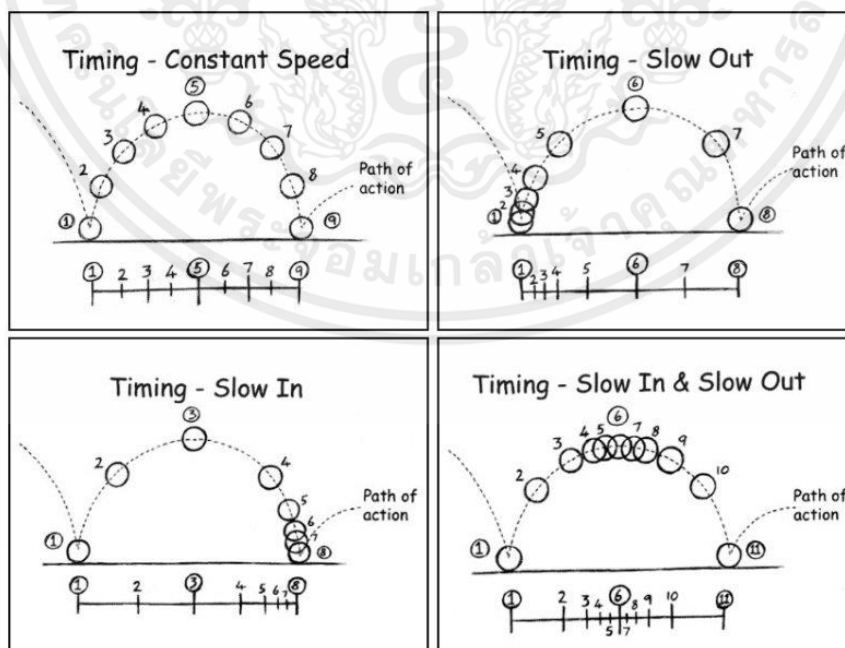 Timing - Constant Speed
1 2 3 4 5 6 7 8 9
Path of
action
1 2 3 4 5 6 7 8 9
Timing - Slow Out
1 2 3 4 5 6 7 8
Path of
action
1 2 3 4 5 6 7 8
Timing - Slow In
1 2 3 4 5 6 7 8
Path of
action
1 2 3 4 5 6 7 8
Timing - Slow In & Slow Out
1 2 3 4 5 6 7 8 9 10 11
Path of
action
1 2 3 4 5 6 7 8 9 10 11